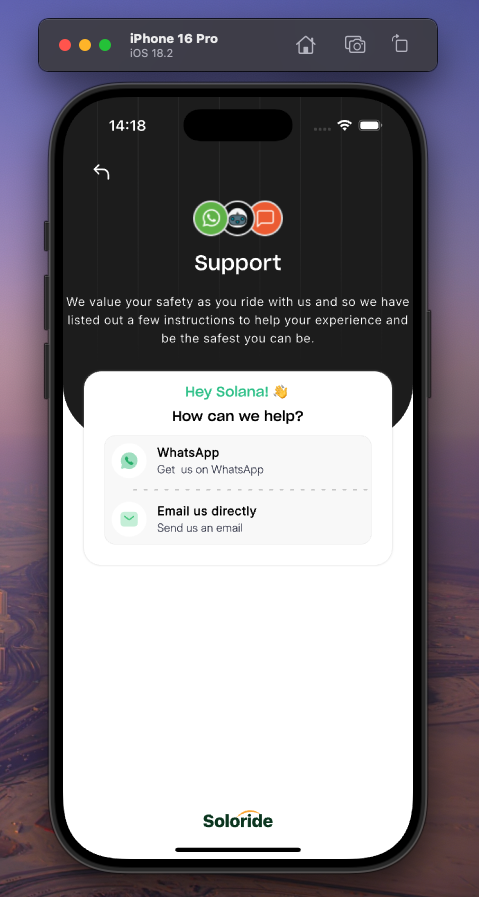 iPhone 16 Pro
iOS 18.2
14:18
Support
We value your safety as you ride with us and so we have
listed out a few instructions to help your experience and
be the safest you can be.
Hey Solana! 👋
How can we help?
WhatsApp
Get us on WhatsApp
Email us directly
Send us an email
Soloride